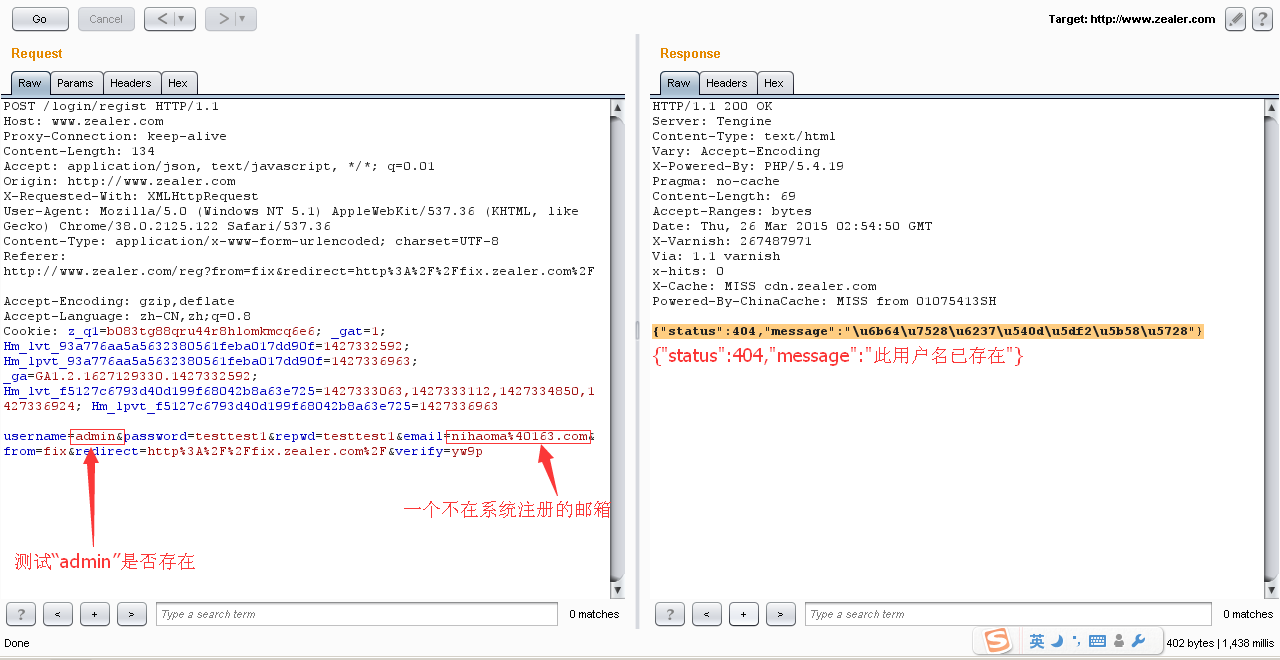 Go Cancel < > Target: http://www.zealer.com ?
Request
Raw Params Headers Hex
POST /login/regist HTTP/1.1
Host: www.zealer.com
Proxy-Connection: keep-alive
Content-Length: 134
Accept: application/json, text/javascript, */*; q=0.01
Origin: http://www.zealer.com
X-Requested-With: XMLHttpRequest
User-Agent: Mozilla/5.0 (Windows NT 5.1) AppleWebKit/537.36 (KHTML, like
Gecko) Chrome/38.0.2125.122 Safari/537.36
Content-Type: application/x-www-form-urlencoded; charset=UTF-8
Referer:
http://www.zealer.com/reg?from=fix&redirect=http%3A%2F%2Ffix.zealer.com%2F
Accept-Encoding: gzip,deflate
Accept-Language: zh-CN,zh;q=0.8
Cookie: z_q1=b083tg88qru44r8h1omkmcq6e6; _gat=1;
Hm_lvt_93a776aa5a5632380561feba017dd90f=1427332592;
Hm_lpvt_93a776aa5a5632380561feba017dd90f=1427336963;
_ga=GA1.2.1627129330.1427332592;
Hm_lvt_f5127c6793d40d199f68042b8a63e725=1427333063,1427333112,1427334850,1
427336924; Hm_lpvt_f5127c6793d40d199f68042b8a63e725=1427336963
username=admin&password=testtest1&repwd=testtest1&email=nihaoma%40163.com&
from=fix&redirect=http%3A%2F%2Ffix.zealer.com%2F&verify=yw9p
一个不在系统注册的邮箱
测试“admin”是否存在
? < + > Type a search term 0 matches
Done
Response
Raw Headers Hex
HTTP/1.1 200 OK
Server: Tengine
Content-Type: text/html
Vary: Accept-Encoding
X-Powered-By: PHP/5.4.19
Pragma: no-cache
Content-Length: 69
Accept-Ranges: bytes
Date: Thu, 26 Mar 2015 02:54:50 GMT
X-Varnish: 267487971
Via: 1.1 varnish
x-hits: 0
X-Cache: MISS cdn.zealer.com
Powered-By-ChinaCache: MISS from 01075413SH
{"status":404,"message":"\u6b64\u7528\u6237\u540d\u5df2\u5b58\u5728"}
{"status":404,"message":"此用户名已存在"}
? < + > Type a search term 0 matches
S 英 402 bytes | 1,438 millis